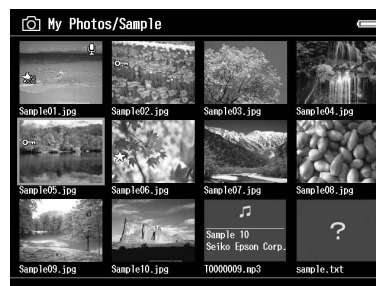 My Photos/Sample
Sample01.jpg Sample02.jpg Sample03.jpg Sample04.jpg
Sample05.jpg Sample06.jpg Sample07.jpg Sample08.jpg
Sample 10
Seiko Epson Corp.
Sample09.jpg Sample10.jpg T0000009.mp3 sample.txt